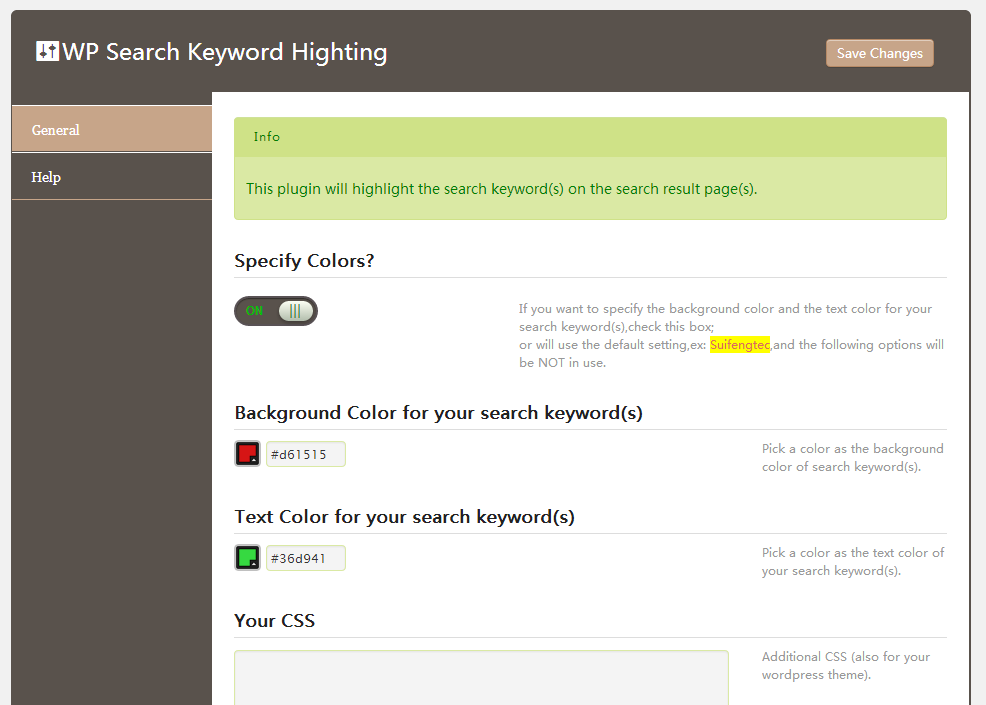 WP Search Keyword Highting
Save Changes
General
Help
Info
This plugin will highlight the search keyword(s) on the search result page(s).
Specify Colors?
ON
If you want to specify the background color and the text color for your
search keyword(s),check this box;
or will use the default setting,ex: Suifengtec,and the following options will
be NOT in use.
Background Color for your search keyword(s)
#d61515
Pick a color as the background
color of search keyword(s).
Text Color for your search keyword(s)
#36d941
Pick a color as the text color of
your search keyword(s).
Your CSS
Additional CSS (also for your
wordpress theme).